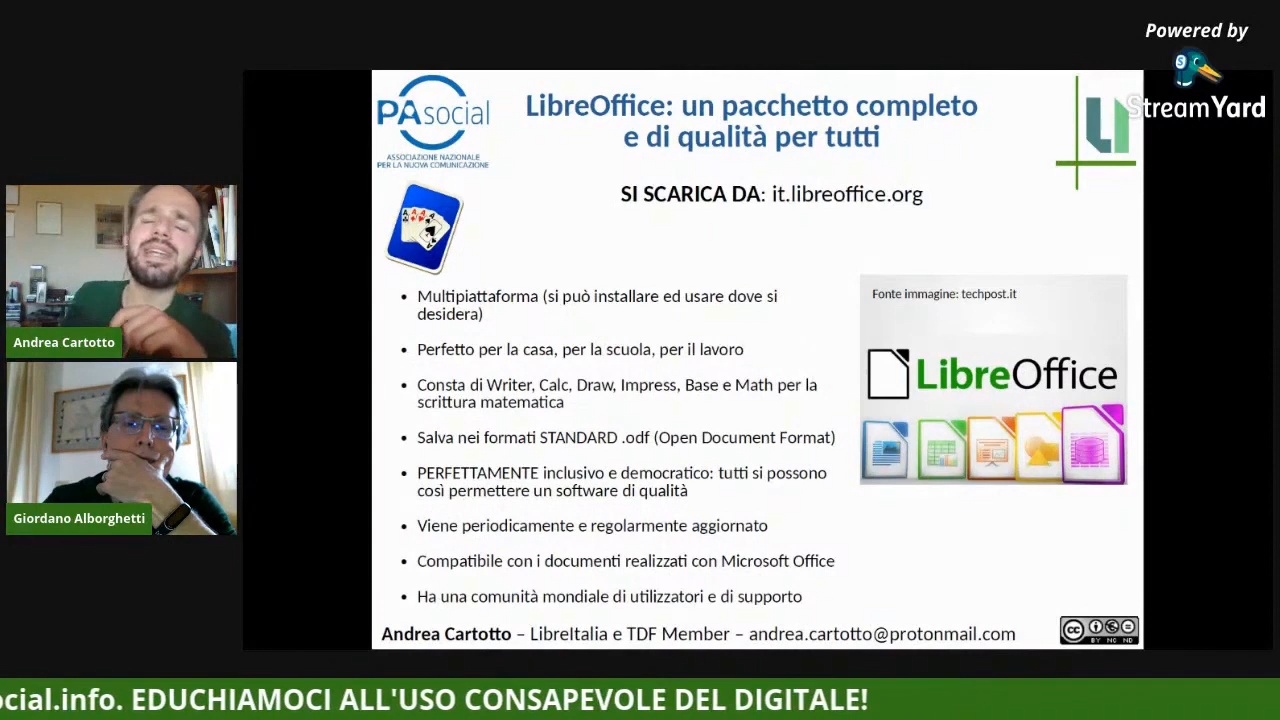 Powered by
StreamYard
PAsocial
ASSOCIAZIONE NAZIONALE
PER LA NUOVA COMUNICAZIONE
LibreOffice: un pacchetto completo
e di qualità per tutti
LI
SI SCARICA DA: it.libreoffice.org
Fonte immagine: techpost.it
LibreOffice
• Multipiattaforma (si può installare ed usare dove si
desidera)
• Perfetto per la casa, per la scuola, per il lavoro
• Consta di Writer, Calc, Draw, Impress, Base e Math per la
scrittura matematica
• Salva nei formati STANDARD .odf (Open Document Format)
• PERFETTAMENTE inclusivo e democratico: tutti si possono
così permettere un software di qualità
• Viene periodicamente e regolarmente aggiornato
• Compatibile con i documenti realizzati con Microsoft Office
• Ha una comunità mondiale di utilizzatori e di supporto
Andrea Cartotto – LibreItalia e TDF Member – andrea.cartotto@protonmail.com
cc
BY NC ND
Andrea Cartotto
Giordano Alborghetti
ocial.info. EDUCHIAMOCI ALL'USO CONSAPEVOLE DEL DIGITALE!